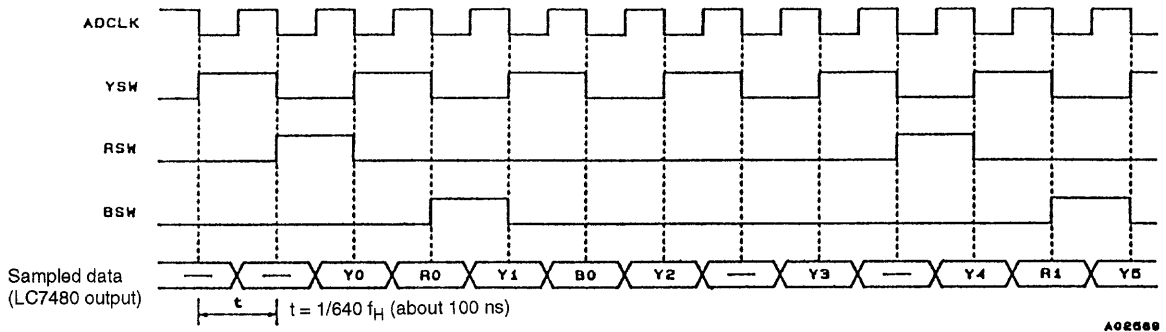 ADCLK
YSW
RSW
BSW
Sampled data
(LC7480 output)
— — Y0 R0 Y1 B0 Y2 — Y3 — Y4 R1 Y5
t
t = 1/640 fH (about 100 ns)
A02669